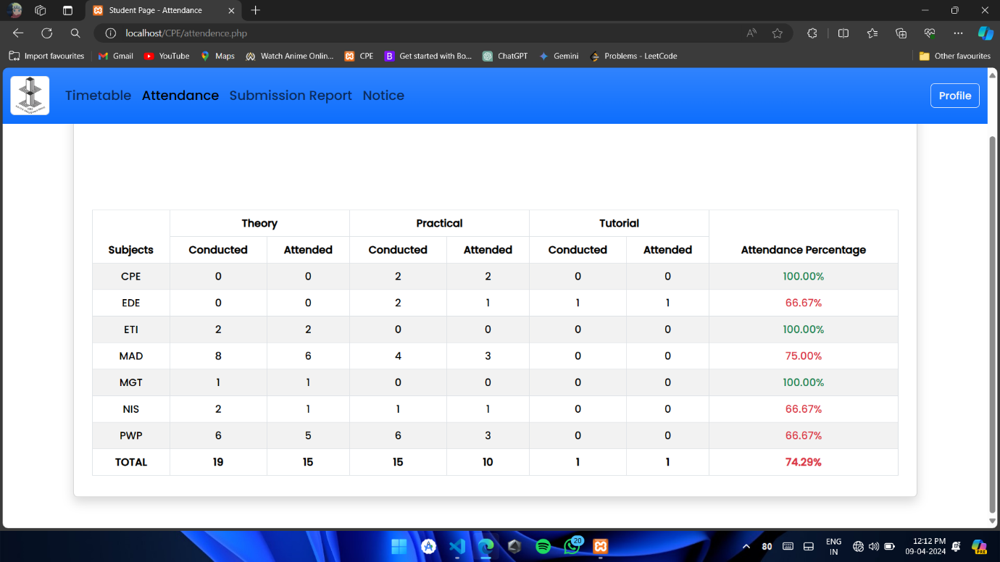 Student Page - Attendance
localhost/CPE/attendence.php
Import favourites Gmail YouTube Maps Watch Anime Onlin... CPE Get started with Bo... ChatGPT Gemini Problems - LeetCode Other favourites
Timetable Attendance Submission Report Notice Profile
Theory Practical Tutorial
Subjects Conducted Attended Conducted Attended Conducted Attended Attendance Percentage
CPE 0 0 2 2 0 0 100.00%
EDE 0 0 2 1 1 1 66.67%
ETI 2 2 0 0 0 0 100.00%
MAD 8 6 4 3 0 0 75.00%
MGT 1 1 0 0 0 0 100.00%
NIS 2 1 1 1 0 0 66.67%
PWP 6 5 6 3 0 0 66.67%
TOTAL 19 15 15 10 1 1 74.29%
20
80 ENG 12:12 PM
IN 09-04-2024
PRE